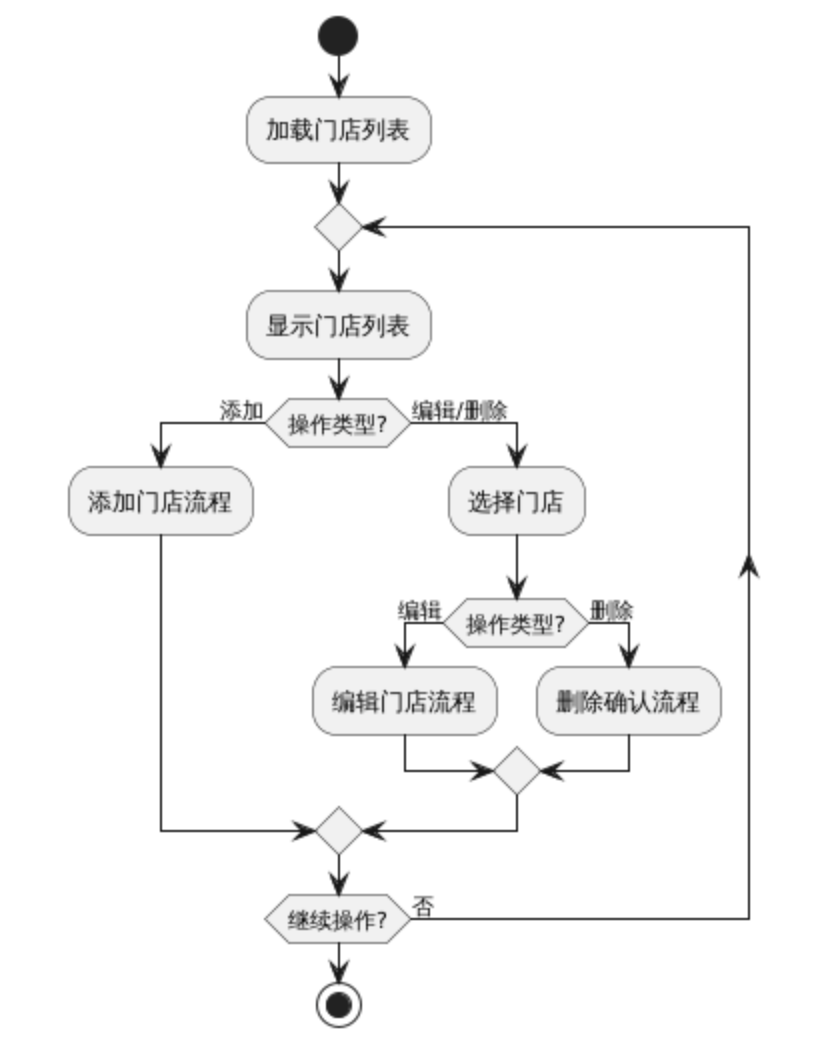 加载门店列表
显示门店列表
添加
操作类型?
编辑/删除
添加门店流程
选择门店
编辑
操作类型?
删除
编辑门店流程
删除确认流程
继续操作?
否